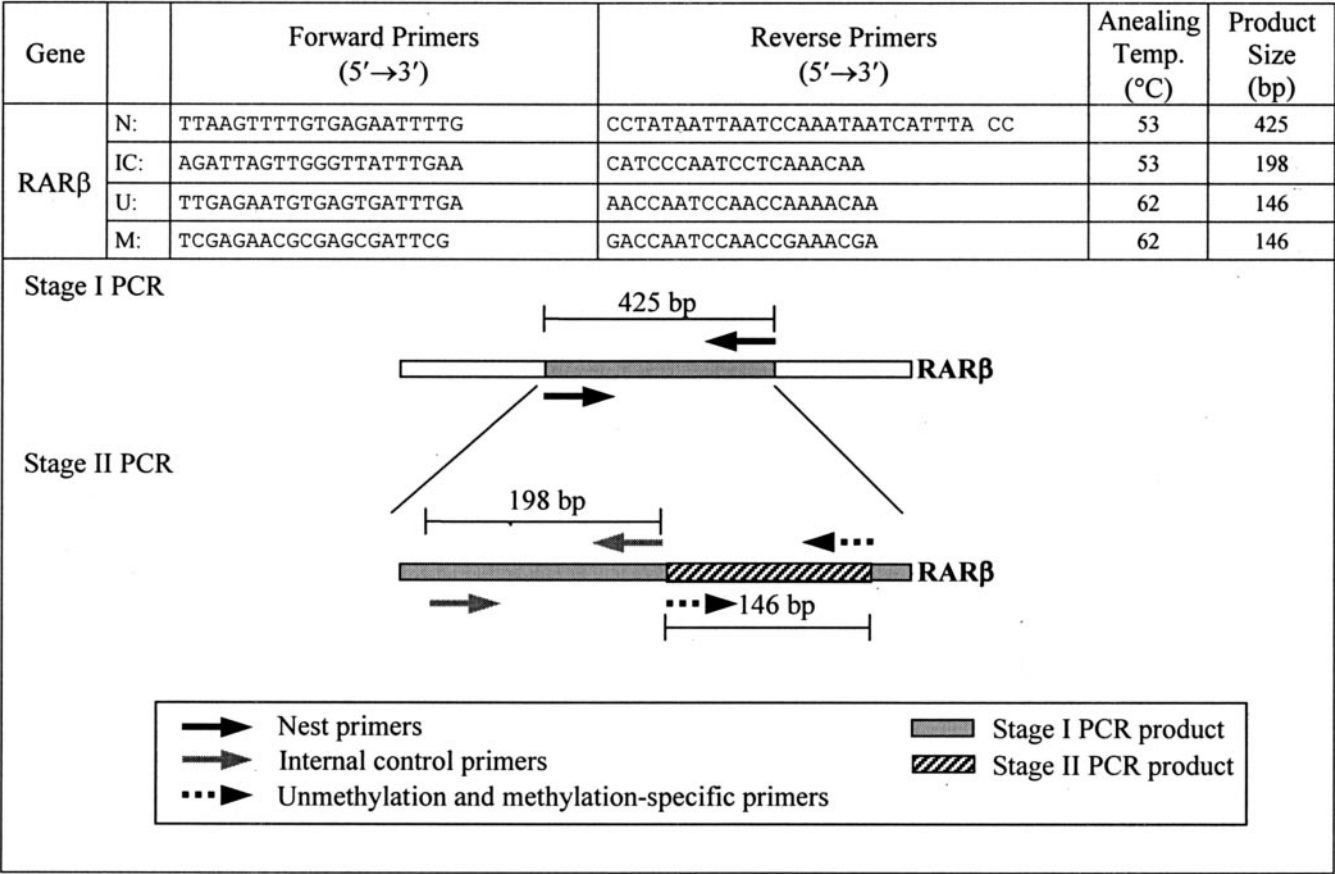 Gene Forward Primers (5′→3′) Reverse Primers (5′→3′) Anealing Temp. (°C) Product Size (bp)
RARβ
N: TTAAGTTTTGTGAGAATTTTG CCTATAATTAATCCAAATAATCATTTA CC 53 425
IC: AGATTAGTTGGGTTATTTGAA CATCCCAATCCTCAAACAA 53 198
U: TTGAGAATGTGAGTGATTTGA AACCAATCCAACCAAAACAA 62 146
M: TCGAGAACGCGAGCGATTCG GACCAATCCAACCGAAACGA 62 146
Stage I PCR
425 bp
RARβ
Stage II PCR
198 bp
RARβ
146 bp
Nest primers
Internal control primers
Unmethylation and methylation-specific primers
Stage I PCR product
Stage II PCR product